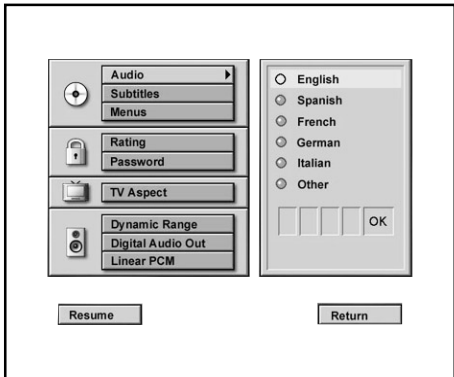 Audio
Subtitles
Menus
Rating
Password
TV Aspect
Dynamic Range
Digital Audio Out
Linear PCM
English
Spanish
French
German
Italian
Other
OK
Resume
Return